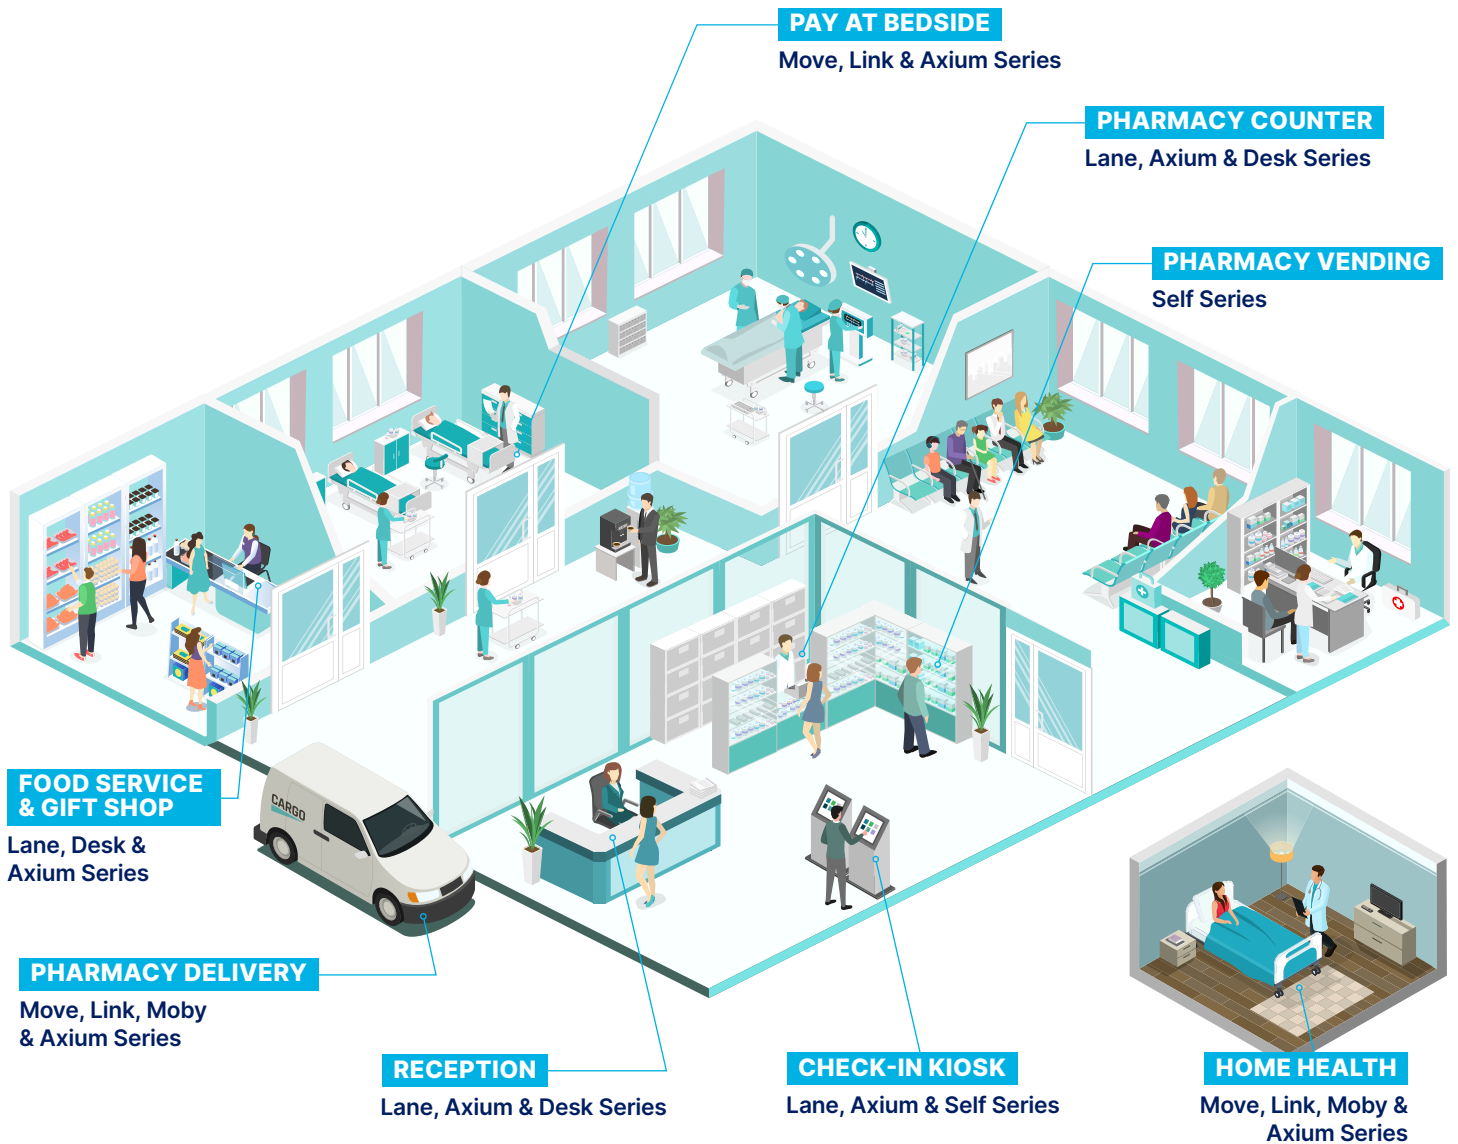 PAY AT BEDSIDE
Move, Link & Axium Series
PHARMACY COUNTER
Lane, Axium & Desk Series
PHARMACY VENDING
Self Series
FOOD SERVICE
& GIFT SHOP
Lane, Desk &
Axium Series
CARGO
PHARMACY DELIVERY
Move, Link, Moby
& Axium Series
RECEPTION
Lane, Axium & Desk Series
CHECK-IN KIOSK
Lane, Axium & Self Series
HOME HEALTH
Move, Link, Moby &
Axium Series